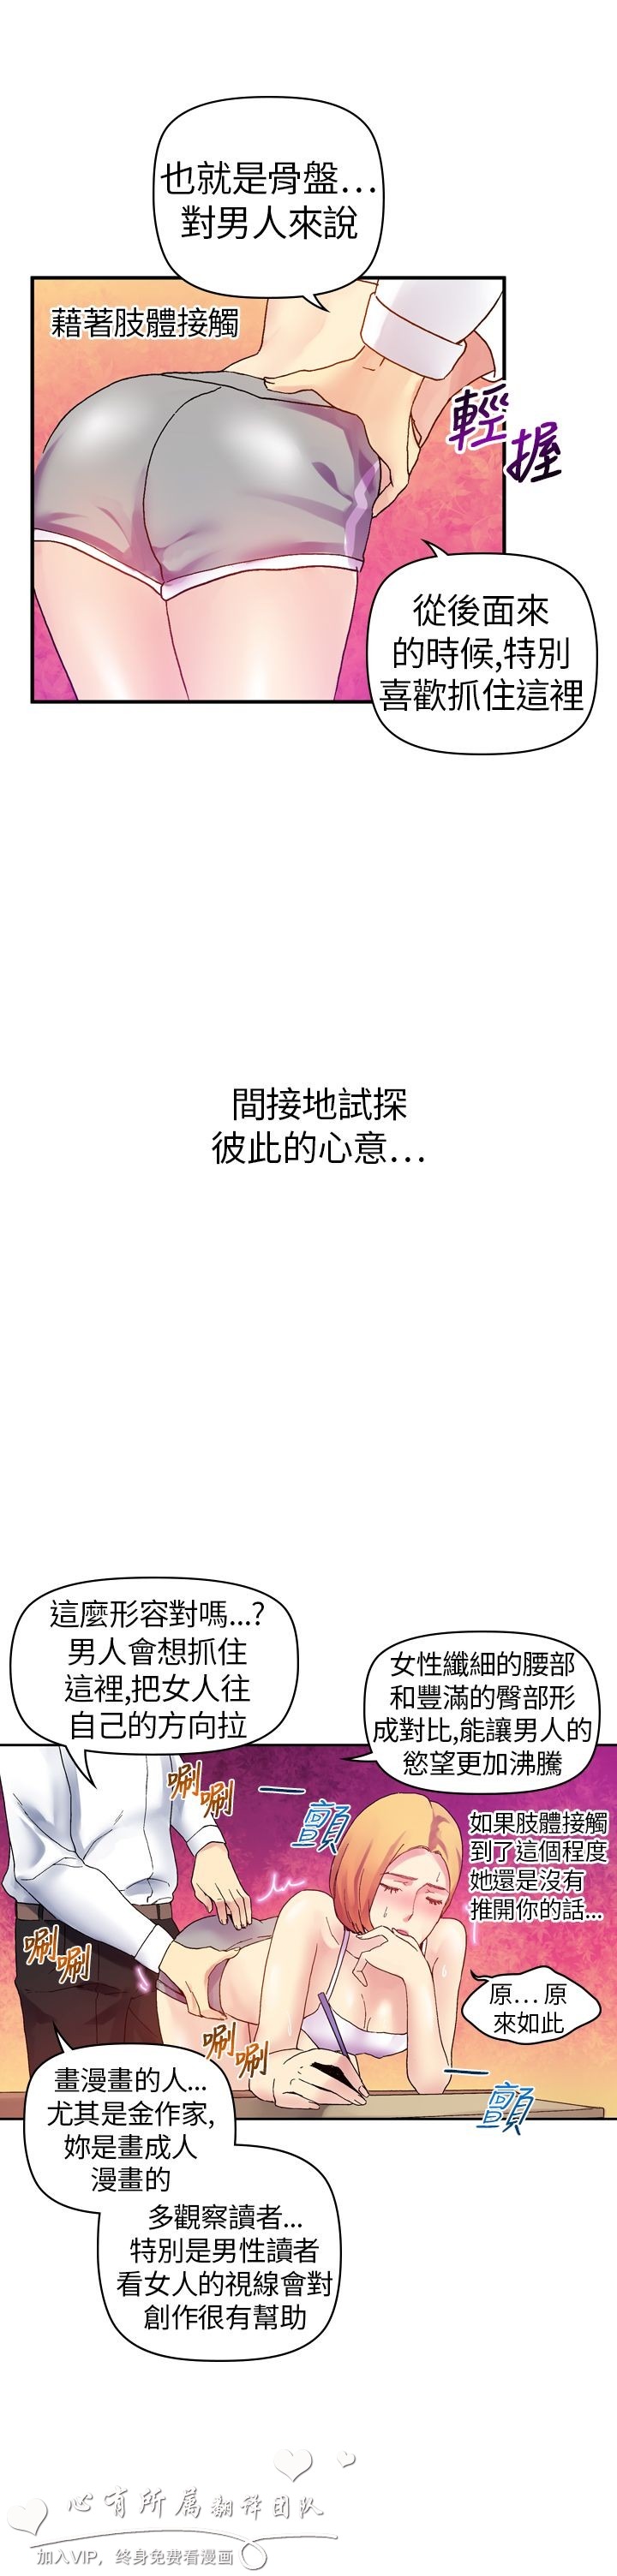 也就是骨盤...
對男人來說
藉著肢體接觸
輕握
從後面來
的時候,特別
喜歡抓住這裡
間接地試探
彼此的心意...
這麼形容對嗎...?
男人會想抓住
這裡,把女人往
自己的方向拉
女性纖細的腰部
和豐滿的臀部形
成對比,能讓男人的
慾望更加沸騰
唰唰
一顫
如果肢體接觸
到了這個程度
她還是沒有
推開你的話...
唰唰
原...原
來如此
唰唰
一顫
畫漫畫的人...
尤其是金作家,
妳是畫成人
漫畫的
多觀察讀者...
特別是男性讀者
看女人的視線會對
創作很有幫助
心有所属翻译团队
加入VIP，终身免费看漫画